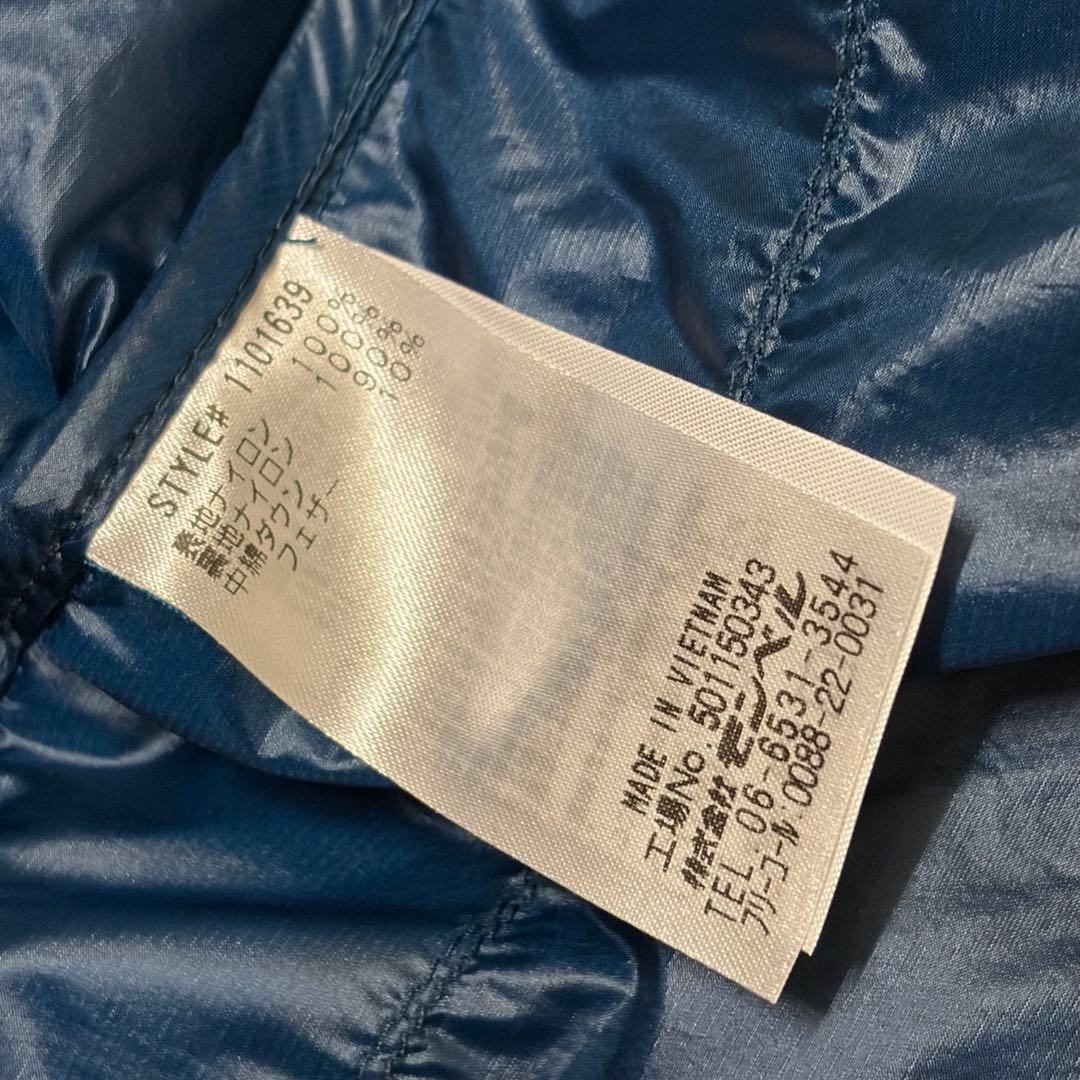 STYLE# 1101639
表地ナイロン 100%
裏地ナイロン 100%
中綿ダウン 90%
フェザー 10%
MADE IN VIETNAM
工場No.501150343
株式会社モンベル
TEL.06-6531-3544
フリーコール.0088-22-0031